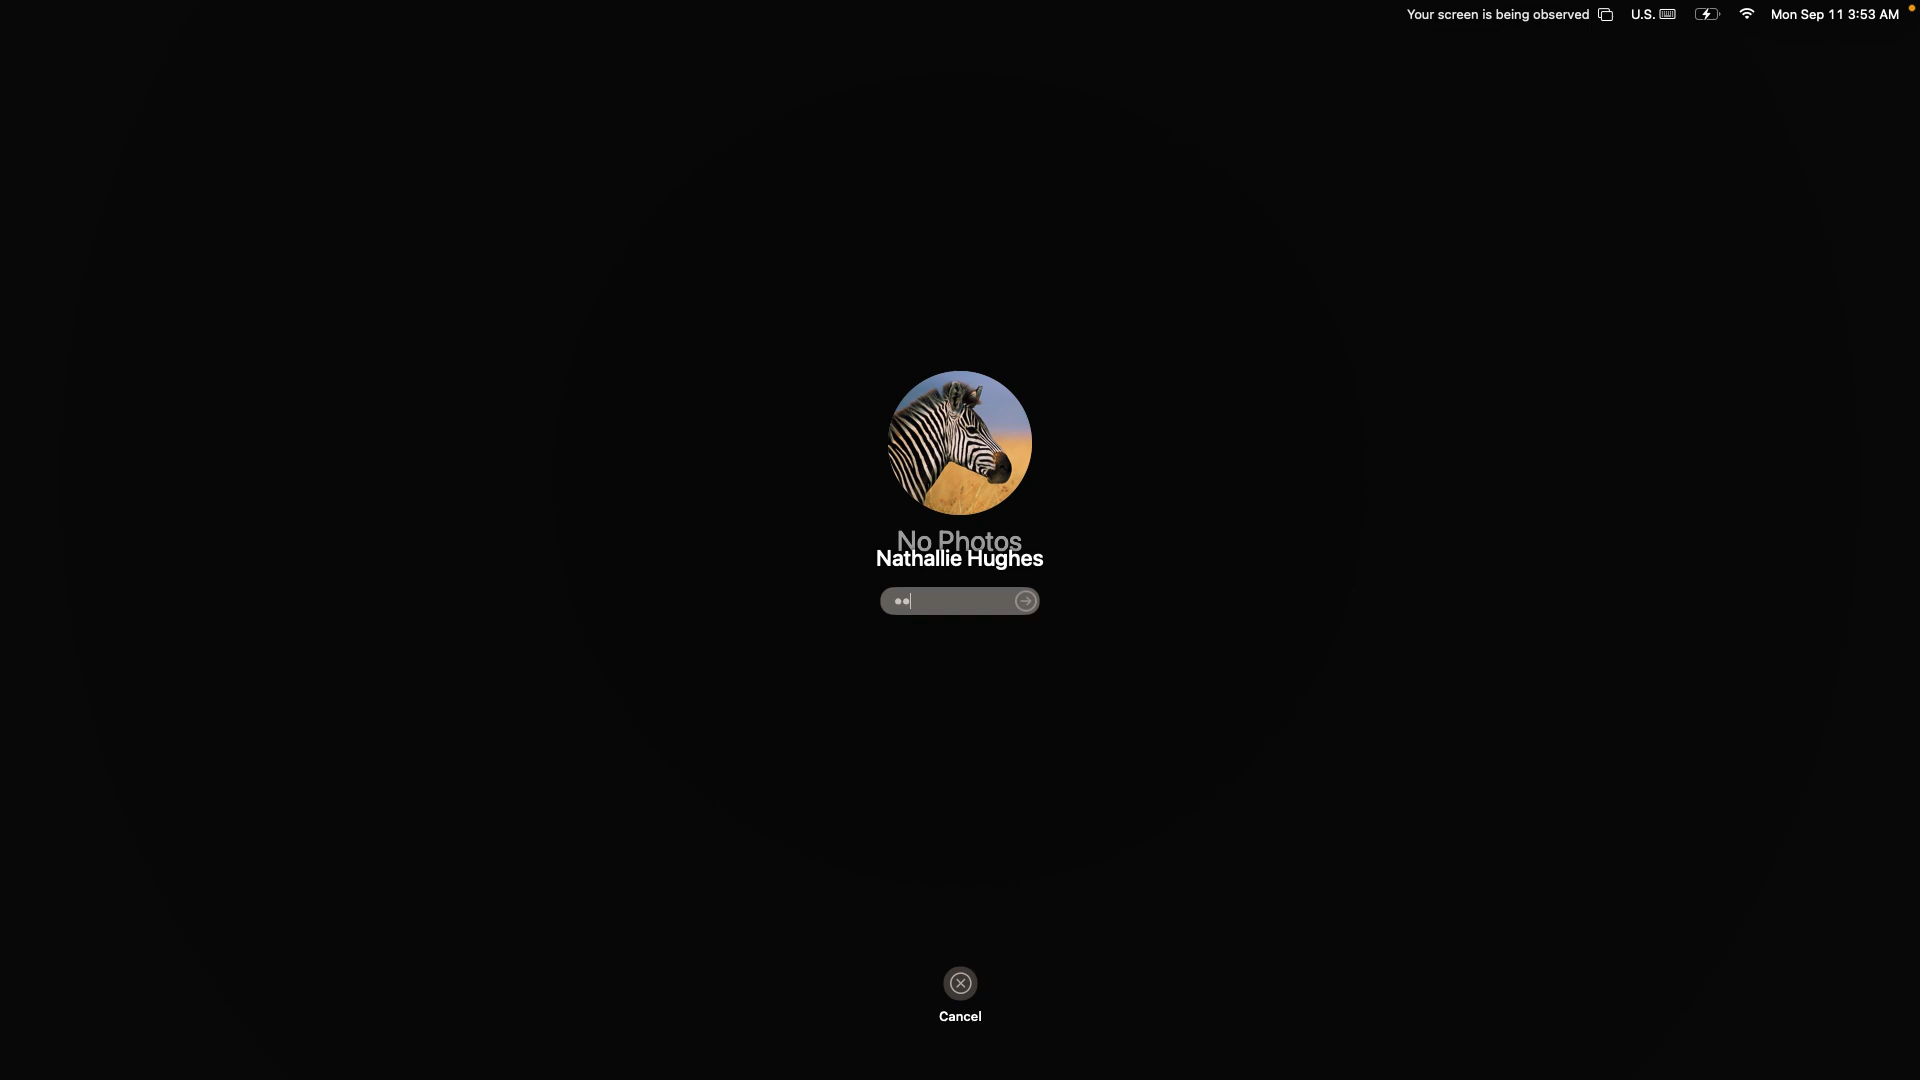 Your screen is being observed U.S. Mon Sep 11 3:53 AM
No Photos
Nathallie Hughes
Cancel